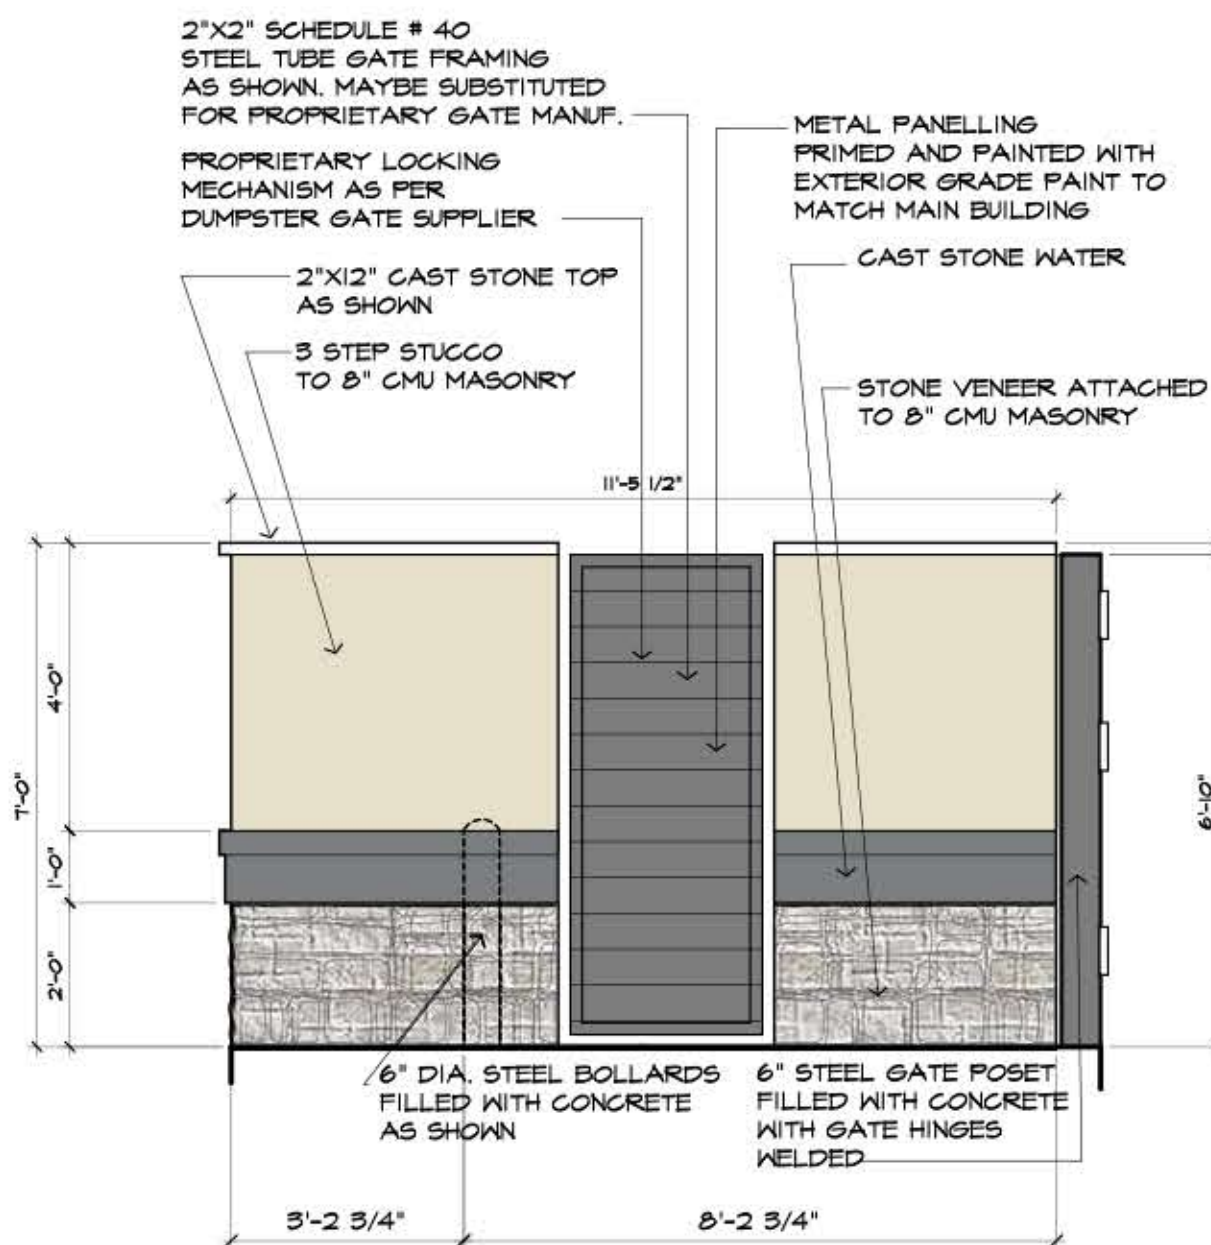 2"X2" SCHEDULE # 40
STEEL TUBE GATE FRAMING
AS SHOWN. MAYBE SUBSTITUTED
FOR PROPRIETARY GATE MANUF.
PROPRIETARY LOCKING
MECHANISM AS PER
DUMPSTER GATE SUPPLIER
2"X12" CAST STONE TOP
AS SHOWN
3 STEP STUCCO
TO 8" CMU MASONRY
METAL PANELLING
PRIMED AND PAINTED WITH
EXTERIOR GRADE PAINT TO
MATCH MAIN BUILDING
CAST STONE WATER
STONE VENEER ATTACHED
TO 8" CMU MASONRY
11'-5 1/2"
7'-0"
4'-0"
1'-0"
2'-0"
6'-10"
6" DIA. STEEL BOLLARDS
FILLED WITH CONCRETE
AS SHOWN
6" STEEL GATE POSET
FILLED WITH CONCRETE
WITH GATE HINGES
WELDED
3'-2 3/4"
8'-2 3/4"